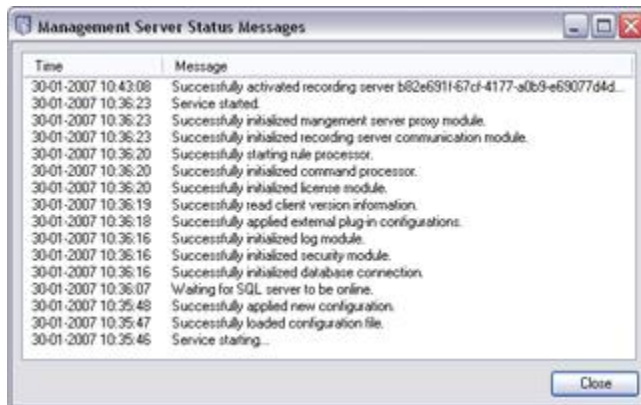 Management Server Status Messages
Time Message
30-01-2007 10:43:08 Successfully activated recording server b82e691f-67cf-4177-a0b9-e69077d4d...
30-01-2007 10:36:23 Service started.
30-01-2007 10:36:23 Successfully initialized mangement server proxy module.
30-01-2007 10:36:23 Successfully initialized recording server communication module.
30-01-2007 10:36:20 Successfully starting rule processor.
30-01-2007 10:36:20 Successfully initialized command processor.
30-01-2007 10:36:20 Successfully initialized license module.
30-01-2007 10:36:19 Successfully read client version information.
30-01-2007 10:36:18 Successfully applied external plug-in configurations.
30-01-2007 10:36:16 Successfully initialized log module.
30-01-2007 10:36:16 Successfully initialized security module.
30-01-2007 10:36:16 Successfully initialized database connection.
30-01-2007 10:36:07 Waiting for SQL server to be online.
30-01-2007 10:35:48 Successfully applied new configuration.
30-01-2007 10:35:47 Successfully loaded configuration file.
30-01-2007 10:35:46 Service starting...
Close